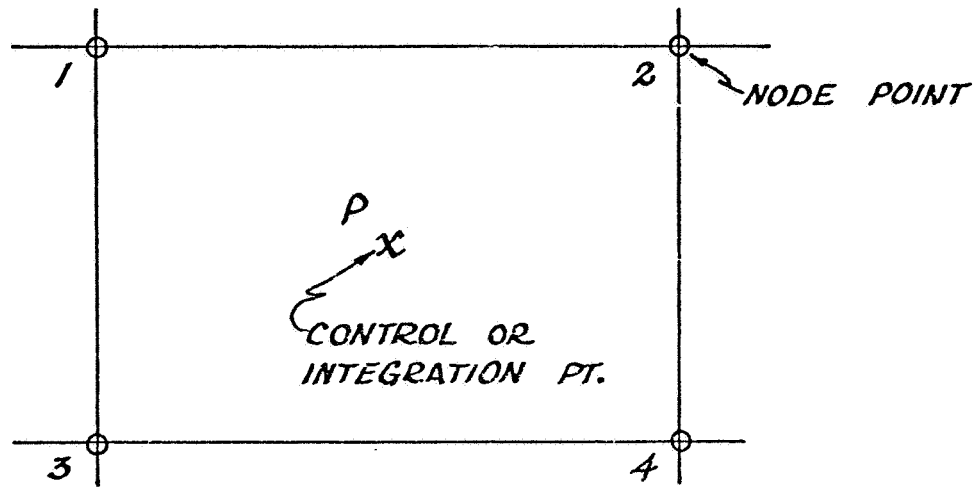 1
2
NODE POINT
P
X
CONTROL OR
INTEGRATION PT.
3
4